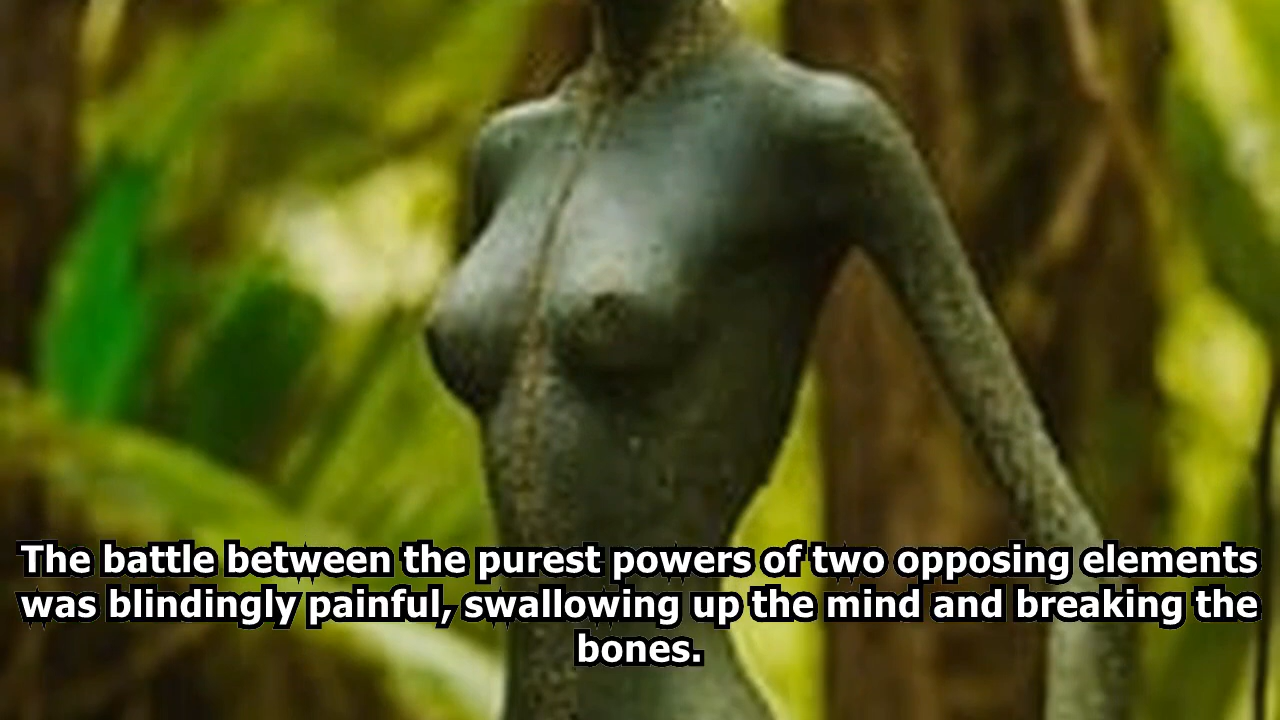 The battle between the purest powers of two opposing elements
was blindingly painful, swallowing up the mind and breaking the
bones.